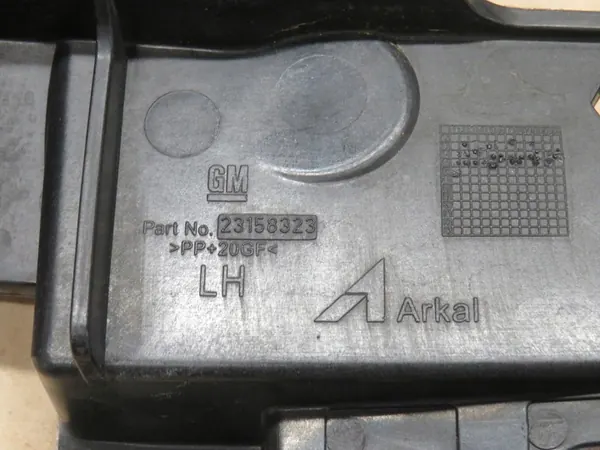 GM
Part No. 23158323
>PP+20GF<
LH
Arkal